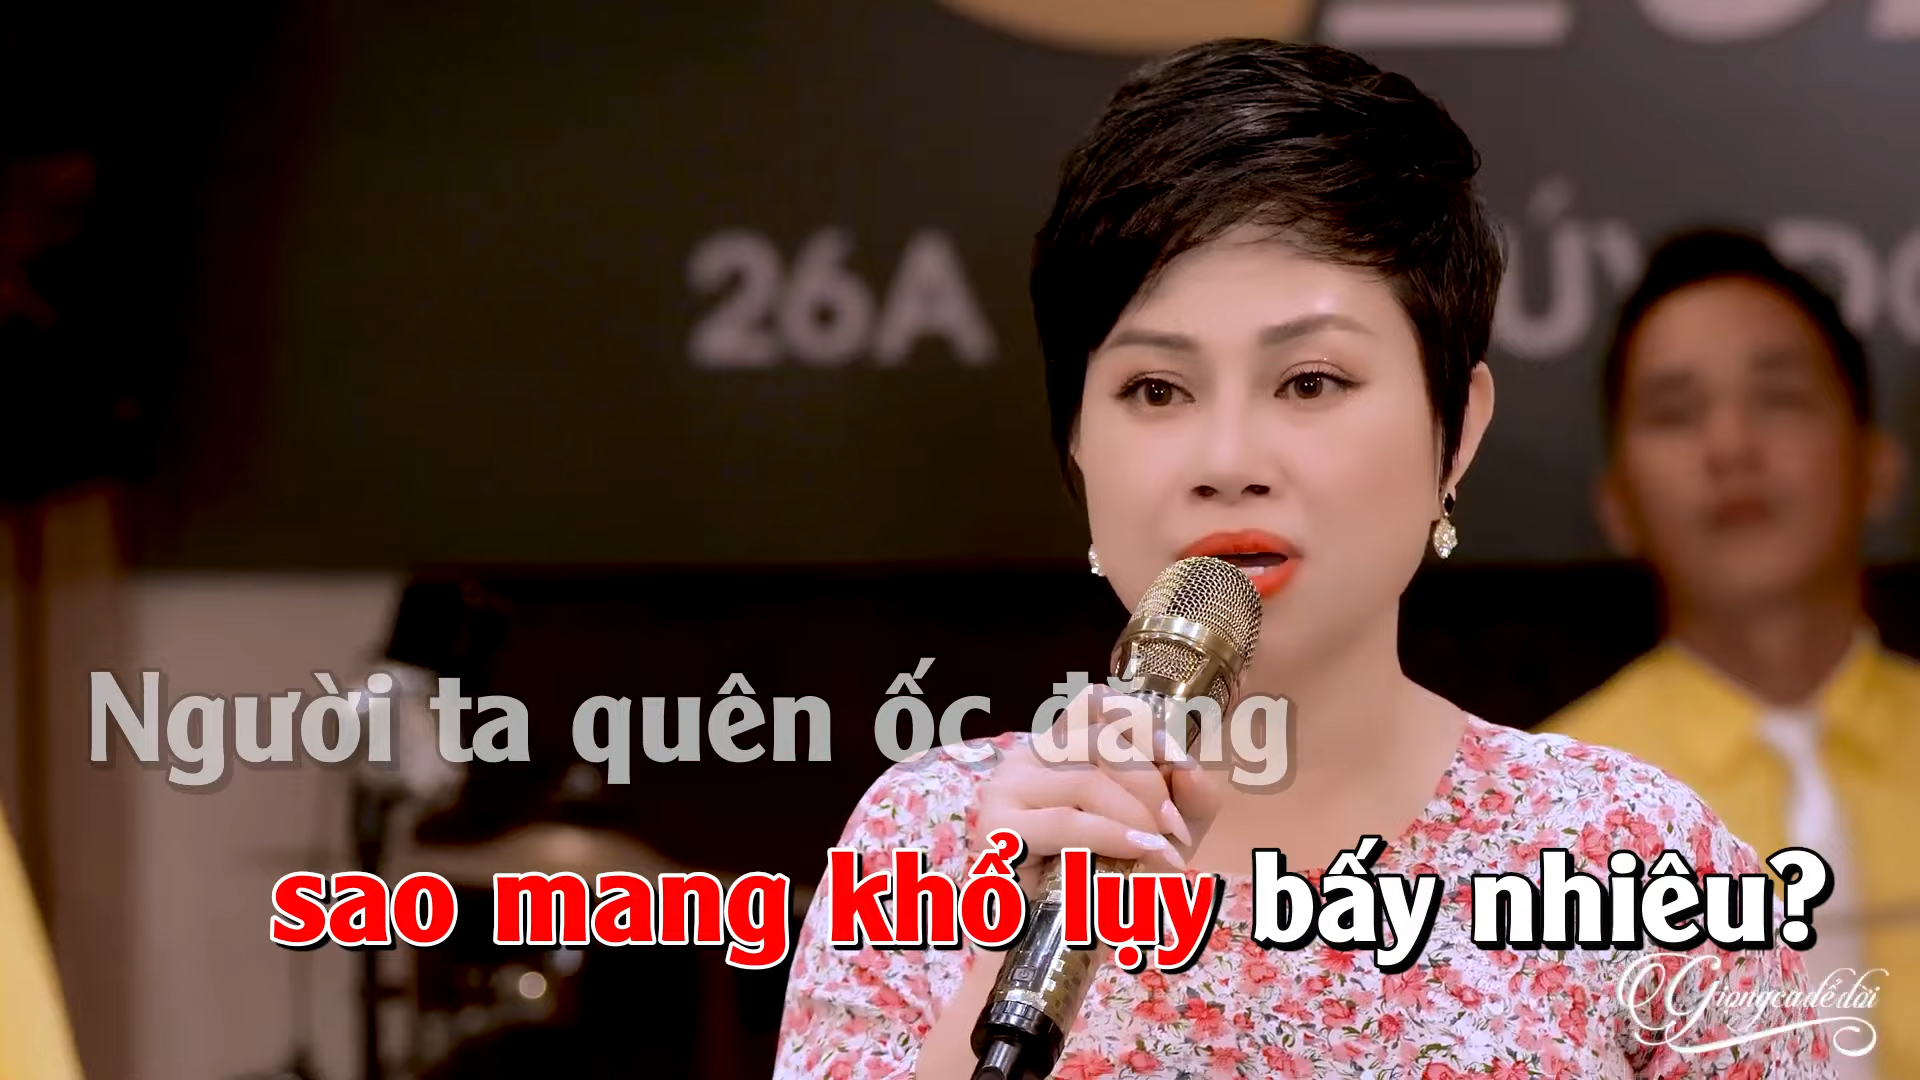 26A
Người ta quên ốc đắng
sao mang khổ lụy bấy nhiêu?
Giọng ca để đời